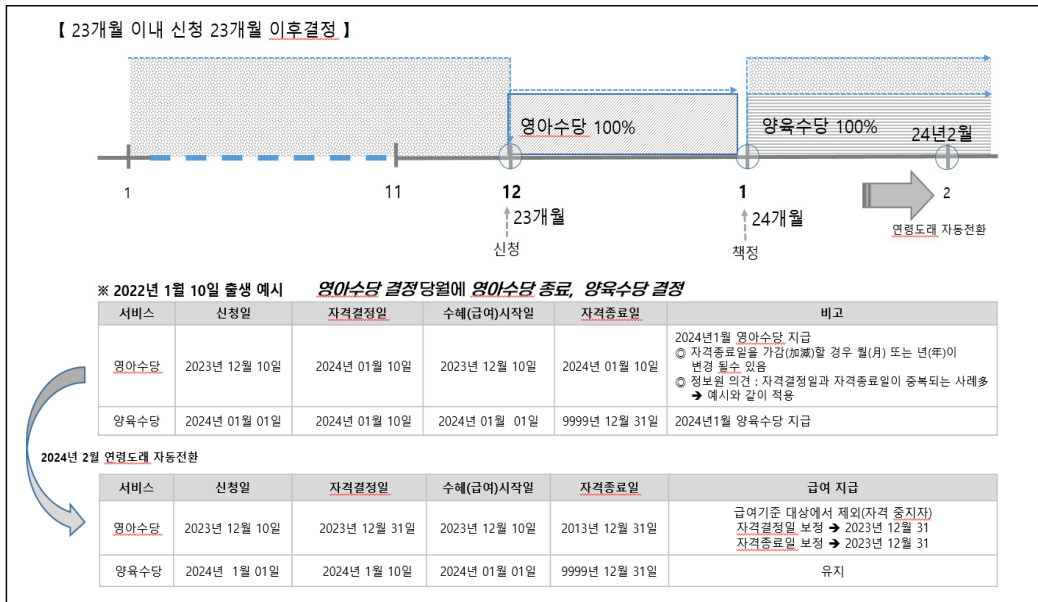 【 23개월 이내 신청 23개월 이후결정 】
영아수당 100%
양육수당 100%
24년2월
1
11
12
1
2
23개월
24개월
신청
책정
연령도래 자동전환
※ 2022년 1월 10일 출생 예시 영아수당 결정당월에 영아수당 종료, 양육수당 결정
서비스 신청일 자격결정일 수혜(급여)시작일 자격종료일 비고
영아수당 2023년 12월 10일 2024년 01월 10일 2023년 12월 10일 2024년 01월 10일
2024년1월 영아수당 지급
◎ 자격종료일을 가감(加減)할 경우 월(月) 또는 년(年)이
변경 될수 있음
◎ 정보원 의견 : 자격결정일과 자격종료일이 중복되는 사례多
➔ 예시와 같이 적용
양육수당 2024년 01월 01일 2024년 01월 10일 2024년 01월 01일 9999년 12월 31일 2024년1월 양육수당 지급
2024년 2월 연령도래 자동전환
서비스 신청일 자격결정일 수혜(급여)시작일 자격종료일 급여 지급
영아수당 2023년 12월 10일 2023년 12월 31일 2023년 12월 10일 2013년 12월 31일
급여기준 대상에서 제외(자격 중지자)
자격결정일 보정 ➔ 2023년 12월 31
자격종료일 보정 ➔ 2023년 12월 31
양육수당 2024년 1월 01일 2024년 1월 10일 2024년 01월 01일 9999년 12월 31일 유지